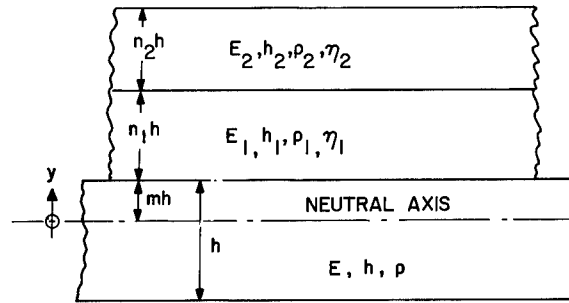 n₂h
E₂, h₂, ρ₂, η₂
n₁h
E₁, h₁, ρ₁, η₁
y
mh
NEUTRAL AXIS
h
E, h, ρ